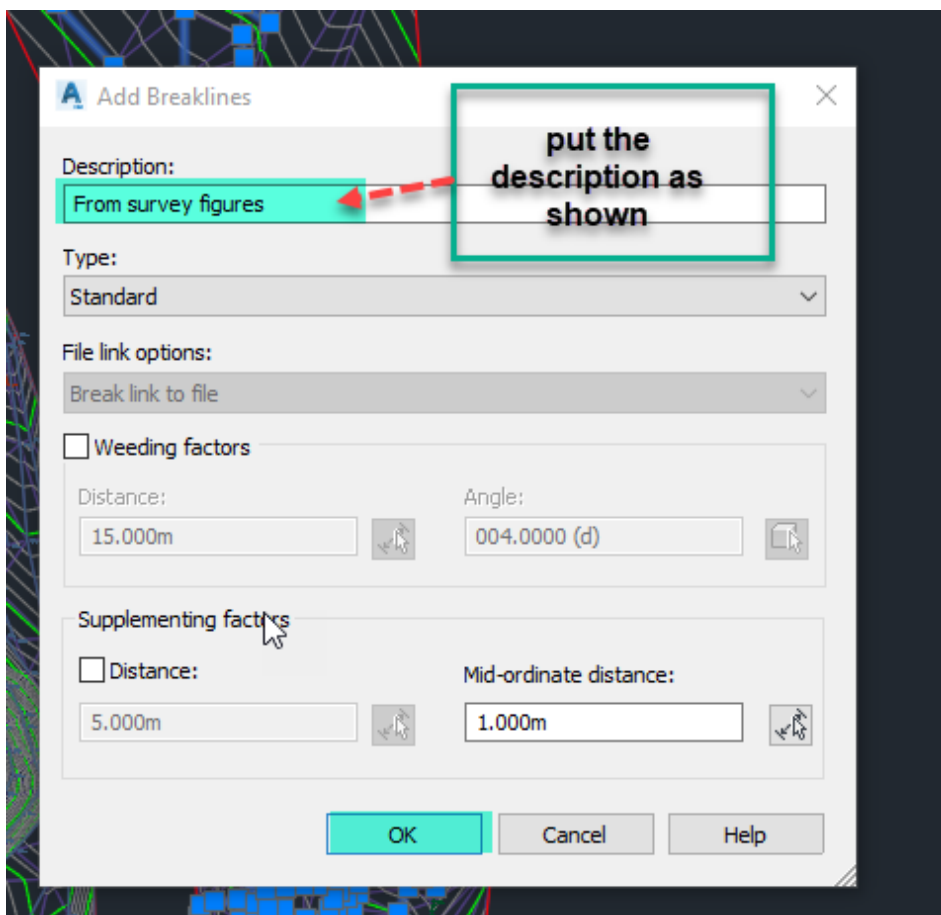 Add Breaklines
put the
description as
shown
Description:
From survey figures
Type:
Standard
File link options:
Break link to file
Weeding factors
Distance:
Angle:
15.000m
004.0000 (d)
Supplementing factors
Distance:
Mid-ordinate distance:
5.000m
1.000m
OK
Cancel
Help